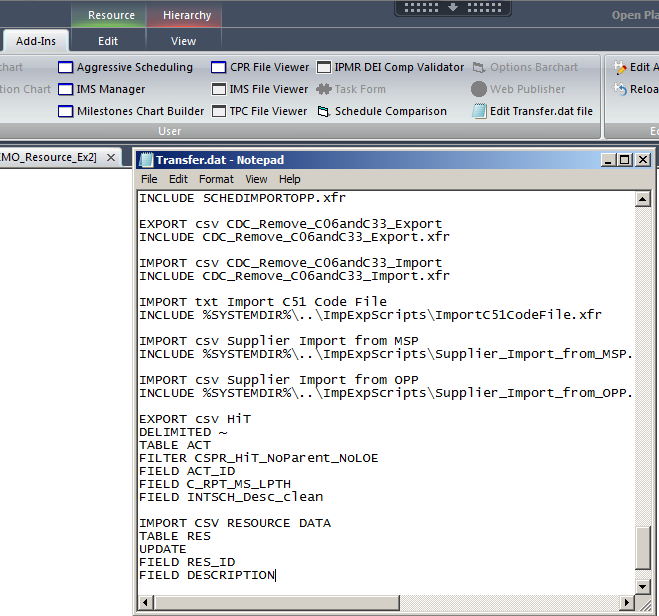 Resource Hierarchy
Open Pla
Add-Ins Edit View
chart Aggressive Scheduling CPR File Viewer IPMR DEI Comp Validator Options Barchart Edit A
tion Chart IMS Manager IMS File Viewer Task Form Web Publisher Reloa
Milestones Chart Builder TPC File Viewer Schedule Comparison Edit Transfer.dat file
User
EMO_Resource_Ex2]
Transfer.dat - Notepad
File Edit Format View Help
INCLUDE SCHEDIMPORTOPP.xfr
EXPORT csv CDC_Remove_C06andC33_Export
INCLUDE CDC_Remove_C06andC33_Export.xfr
IMPORT csv CDC_Remove_C06andC33_Import
INCLUDE CDC_Remove_C06andC33_Import.xfr
IMPORT txt Import C51 Code File
INCLUDE %SYSTEMDIR%\..\ImpExpScripts\ImportC51CodeFile.xfr
IMPORT csv Supplier Import from MSP
INCLUDE %SYSTEMDIR%\..\ImpExpScripts\Supplier_Import_from_MSP.
IMPORT csv Supplier Import from OPP
INCLUDE %SYSTEMDIR%\..\ImpExpScripts\Supplier_Import_from_OPP.
EXPORT csv HiT
DELIMITED ~
TABLE ACT
FILTER CSPR_HiT_NoParent_NoLOE
FIELD ACT_ID
FIELD C_RPT_MS_LPTH
FIELD INTSCH_Desc_clean
IMPORT CSV RESOURCE DATA
TABLE RES
UPDATE
FIELD RES_ID
FIELD DESCRIPTION